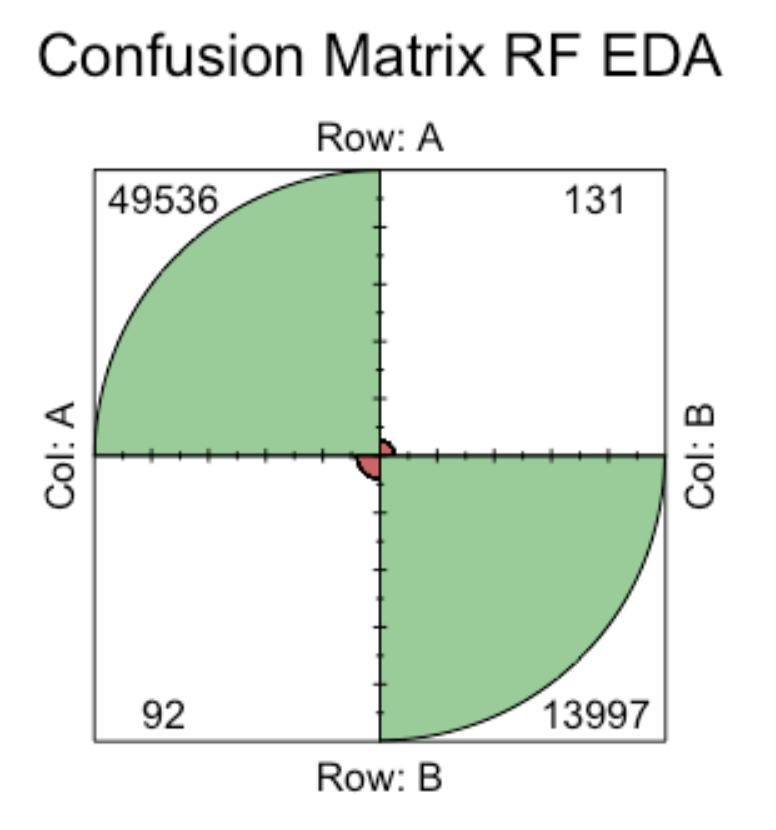 Confusion Matrix RF EDA
Row: A
49536
131
Col: A
Col: B
92
13997
Row: B